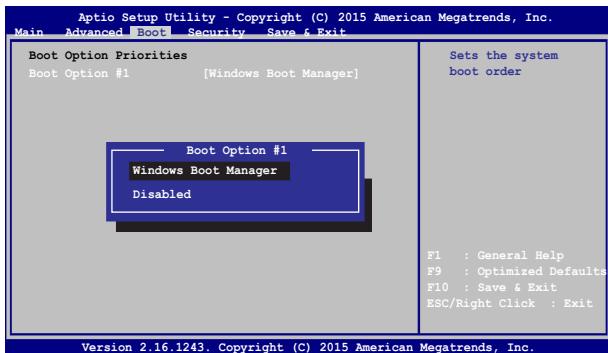 Aptio Setup Utility - Copyright (C) 2015 American Megatrends, Inc.
Main Advanced Boot Security Save & Exit
Boot Option Priorities
Boot Option #1 [Windows Boot Manager]
Sets the system
boot order
Boot Option #1
Windows Boot Manager
Disabled
F1 : General Help
F9 : Optimized Defaults
F10 : Save & Exit
ESC/Right Click : Exit
Version 2.16.1243. Copyright (C) 2015 American Megatrends, Inc.